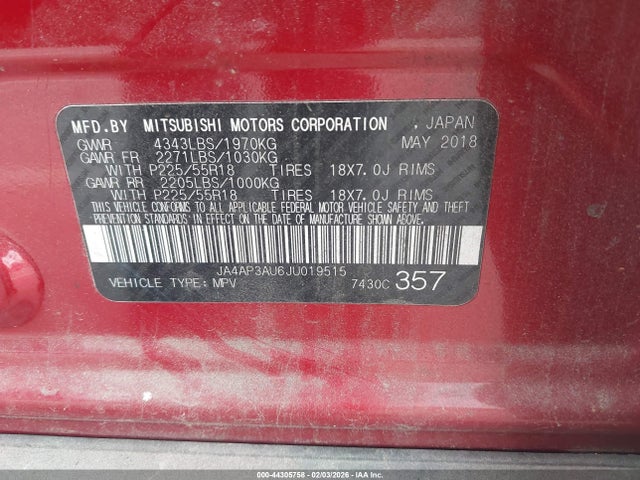 MFD.BY MITSUBISHI MOTORS CORPORATION , JAPAN
GVWR 4343LBS/1970KG MAY 2018
GAWR FR 2271LBS/1030KG
WITH P225/55R18 TIRES 18X7.0J RIMS
GAWR RR 2205LBS/1000KG
WITH P225/55R18 TIRES 18X7.0J RIMS
THIS VEHICLE CONFORMS TO ALL APPLICABLE FEDERAL MOTOR VEHICLE SAFETY AND THEFT
PREVENTION STANDARDS IN EFFECT ON THE DATE OF MANUFACTURE SHOWN ABOVE.
JA4AP3AU6JU019515
VEHICLE TYPE: MPV 7430C 357
000-44305758 - 02/03/2026 - IAA Inc.